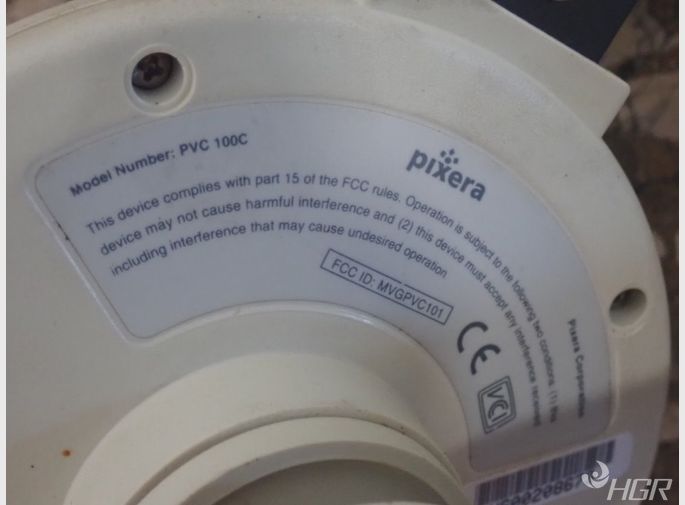 Model Number: PVC 100C
pixera
This device complies with part 15 of the FCC rules. Operation is subject to the following two conditions. (1) this
device may not cause harmful interference and (2) this device must accept any interference received
including interference that may cause undesired operation
FCC ID: MVGPVC101
Pixera Corporation
CE
VCI
HGR